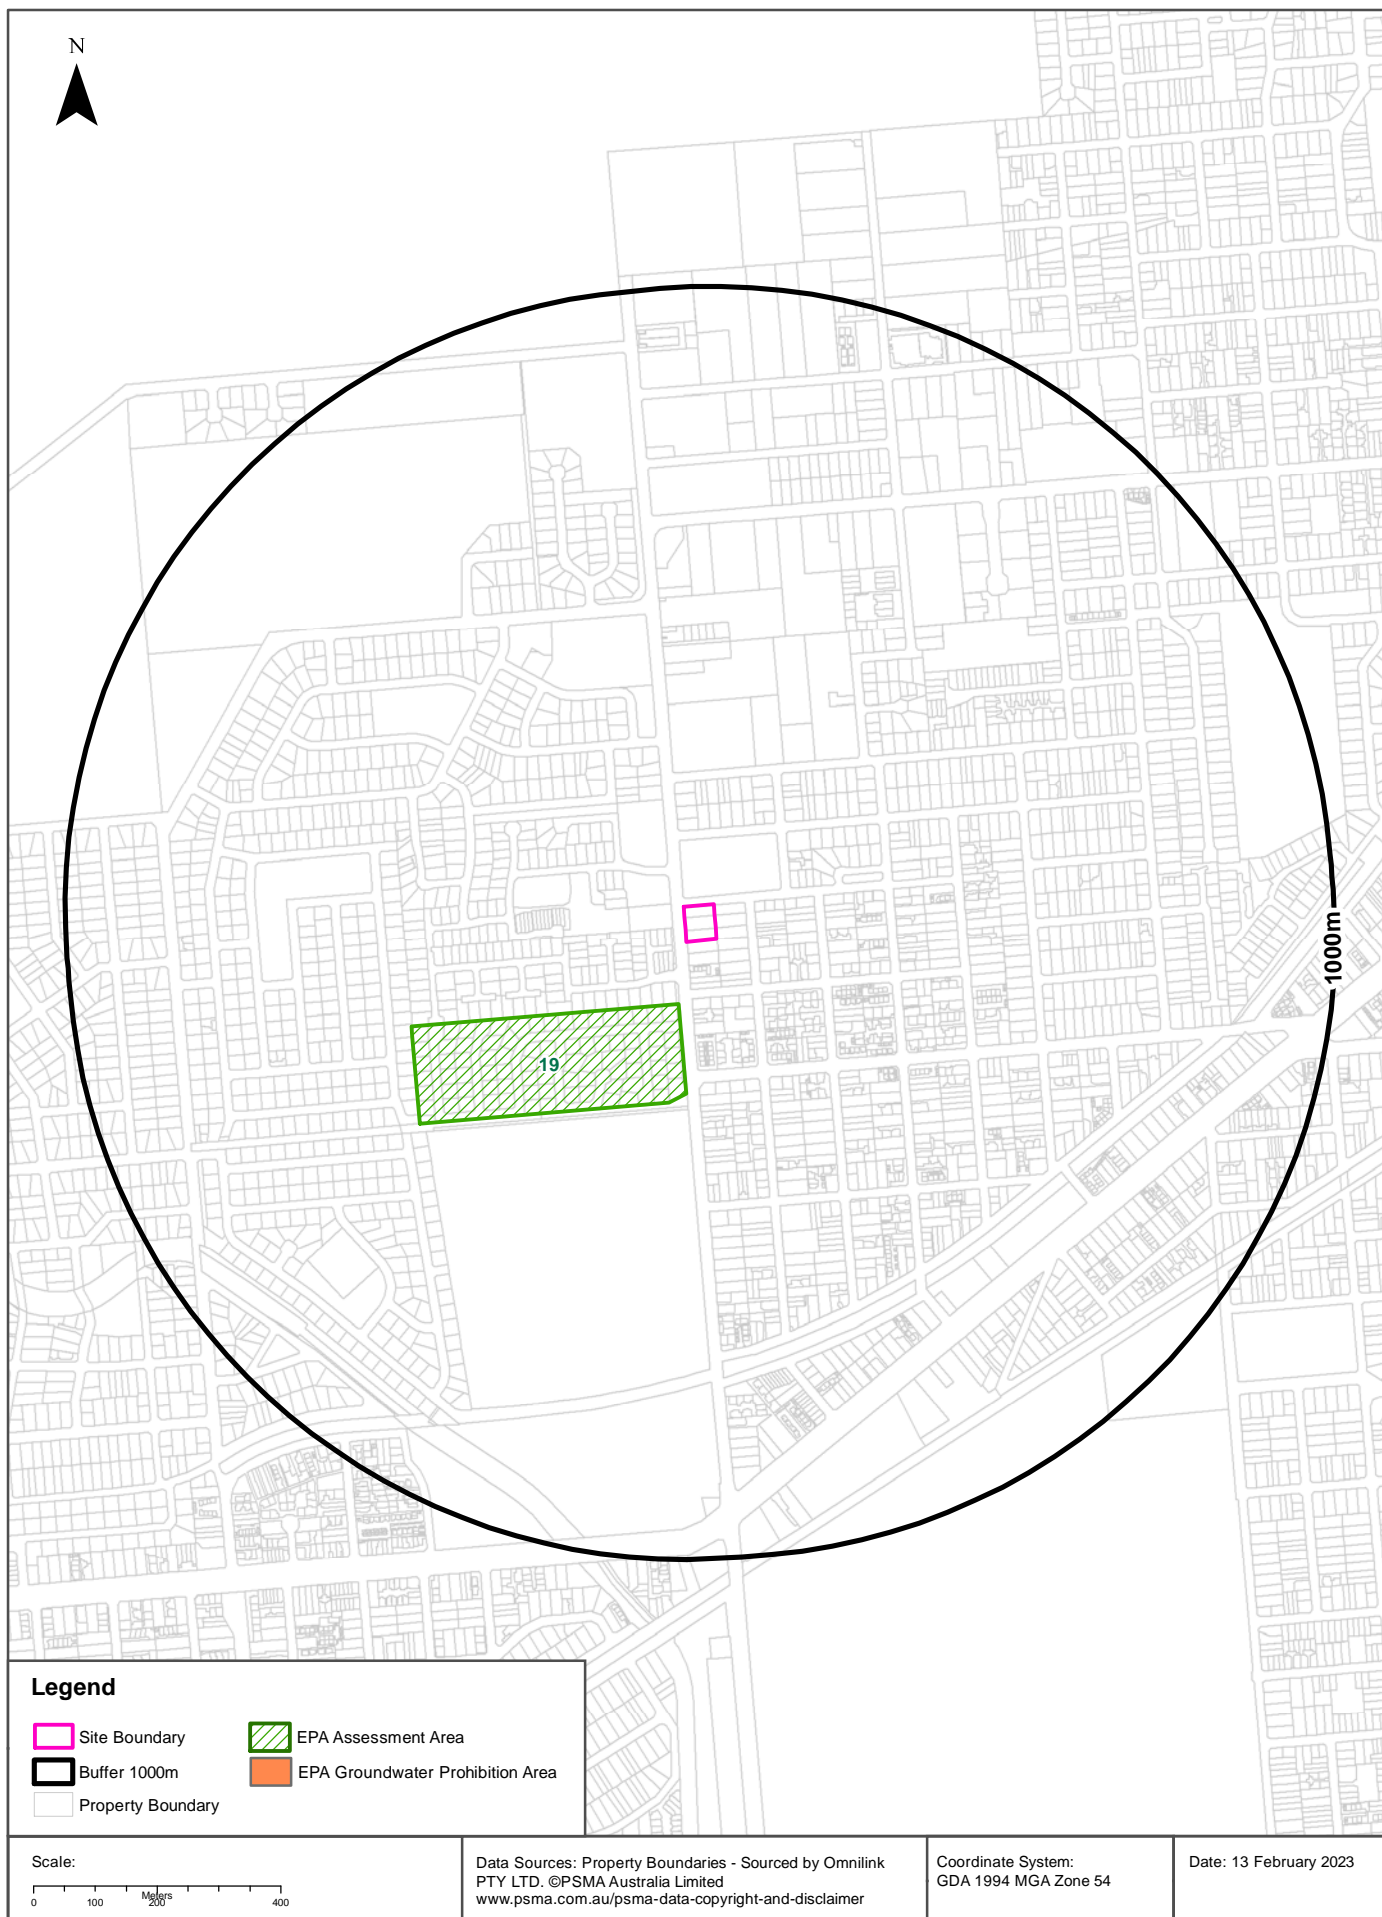 N
19
1000m
Legend
Site Boundary
EPA Assessment Area
Buffer 1000m
EPA Groundwater Prohibition Area
Property Boundary
Scale:
Meters
0 100 200 400
Data Sources: Property Boundaries - Sourced by Omnilink
PTY LTD. ©PSMA Australia Limited
www.psma.com.au/psma-data-copyright-and-disclaimer
Coordinate System:
GDA 1994 MGA Zone 54
Date: 13 February 2023